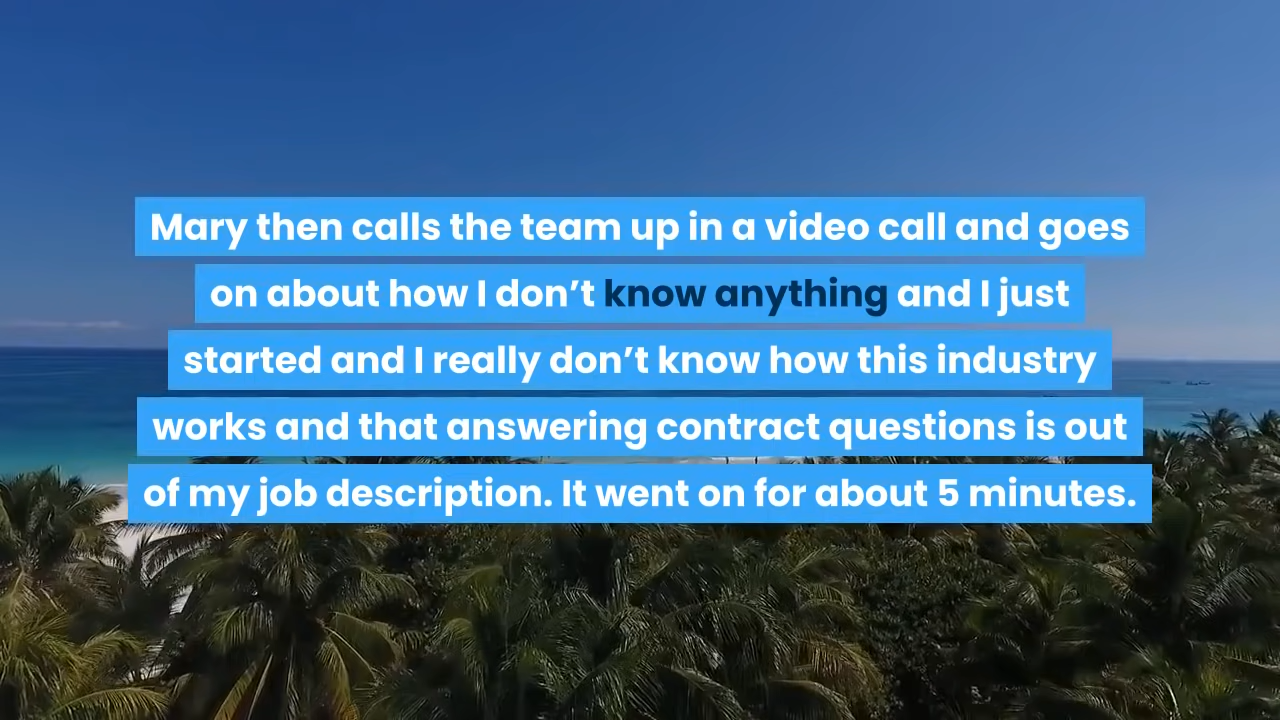 Mary then calls the team up in a video call and goes
on about how I don’t know anything and I just
started and I really don’t know how this industry
works and that answering contract questions is out
of my job description. It went on for about 5 minutes.